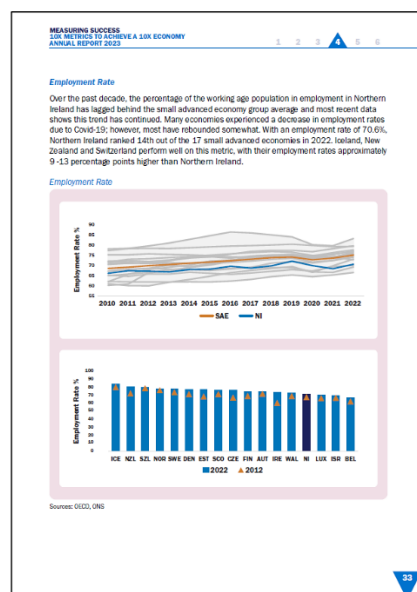 MEASURING SUCCESS
10X METRICS TO ACHIEVE A 10X ECONOMY
ANNUAL REPORT 2023
1 2 3 4 5 6
Employment Rate
Over the past decade, the percentage of the working age population in employment in Northern
Ireland has lagged behind the small advanced economy group average and most recent data
shows this trend has continued. Many economies experienced a decrease in employment rates
due to Covid-19; however, most have rebounded somewhat. With an employment rate of 70.6%,
Northern Ireland ranked 14th out of the 17 small advanced economies in 2022. Iceland, New
Zealand and Switzerland perform well on this metric, with their employment rates approximately
9 -13 percentage points higher than Northern Ireland.
Employment Rate
Employment Rate %
90
85
80
75
70
65
60
55
2010 2011 2012 2013 2014 2015 2016 2017 2018 2019 2020 2021 2022
SAE NI
Employment Rate %
100
90
80
70
60
50
40
30
20
10
0
ICE NZL SZL NOR SWE DEN EST SCO CZE FIN AUT IRE WAL NI LUX ISR BEL
2022 2012
Sources: OECD, ONS
33